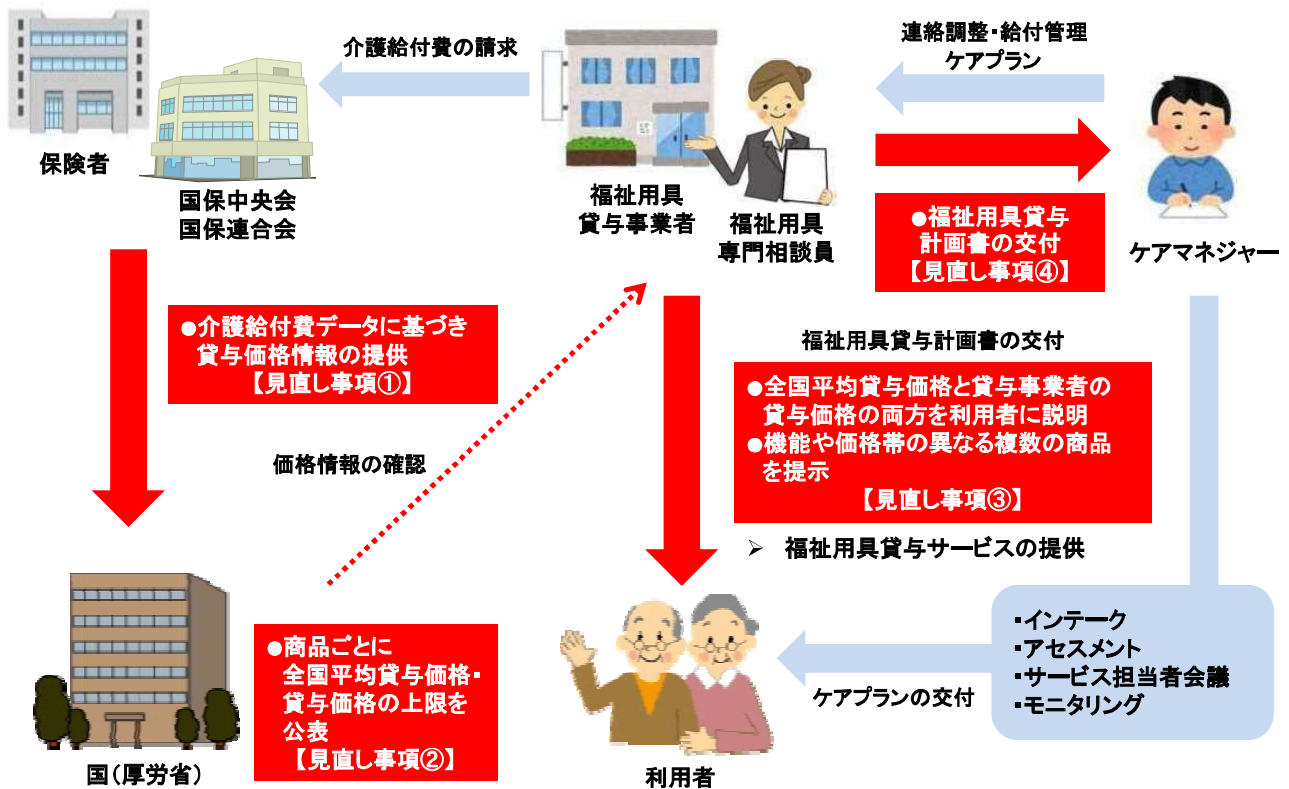 介護給付費の請求
連絡調整・給付管理
ケアプラン
保険者
国保中央会
国保連合会
福祉用具
貸与事業者
福祉用具
専門相談員
●福祉用具貸与
計画書の交付
【見直し事項④】
ケアマネジャー
●介護給付費データに基づき
貸与価格情報の提供
【見直し事項①】
福祉用具貸与計画書の交付
●全国平均貸与価格と貸与事業者の
貸与価格の両方を利用者に説明
●機能や価格帯の異なる複数の商品
を提示
【見直し事項③】
価格情報の確認
➢ 福祉用具貸与サービスの提供
●商品ごとに
全国平均貸与価格・
貸与価格の上限を
公表
【見直し事項②】
国(厚労省)
利用者
ケアプランの交付
▪インテーク
▪アセスメント
▪サービス担当者会議
▪モニタリング